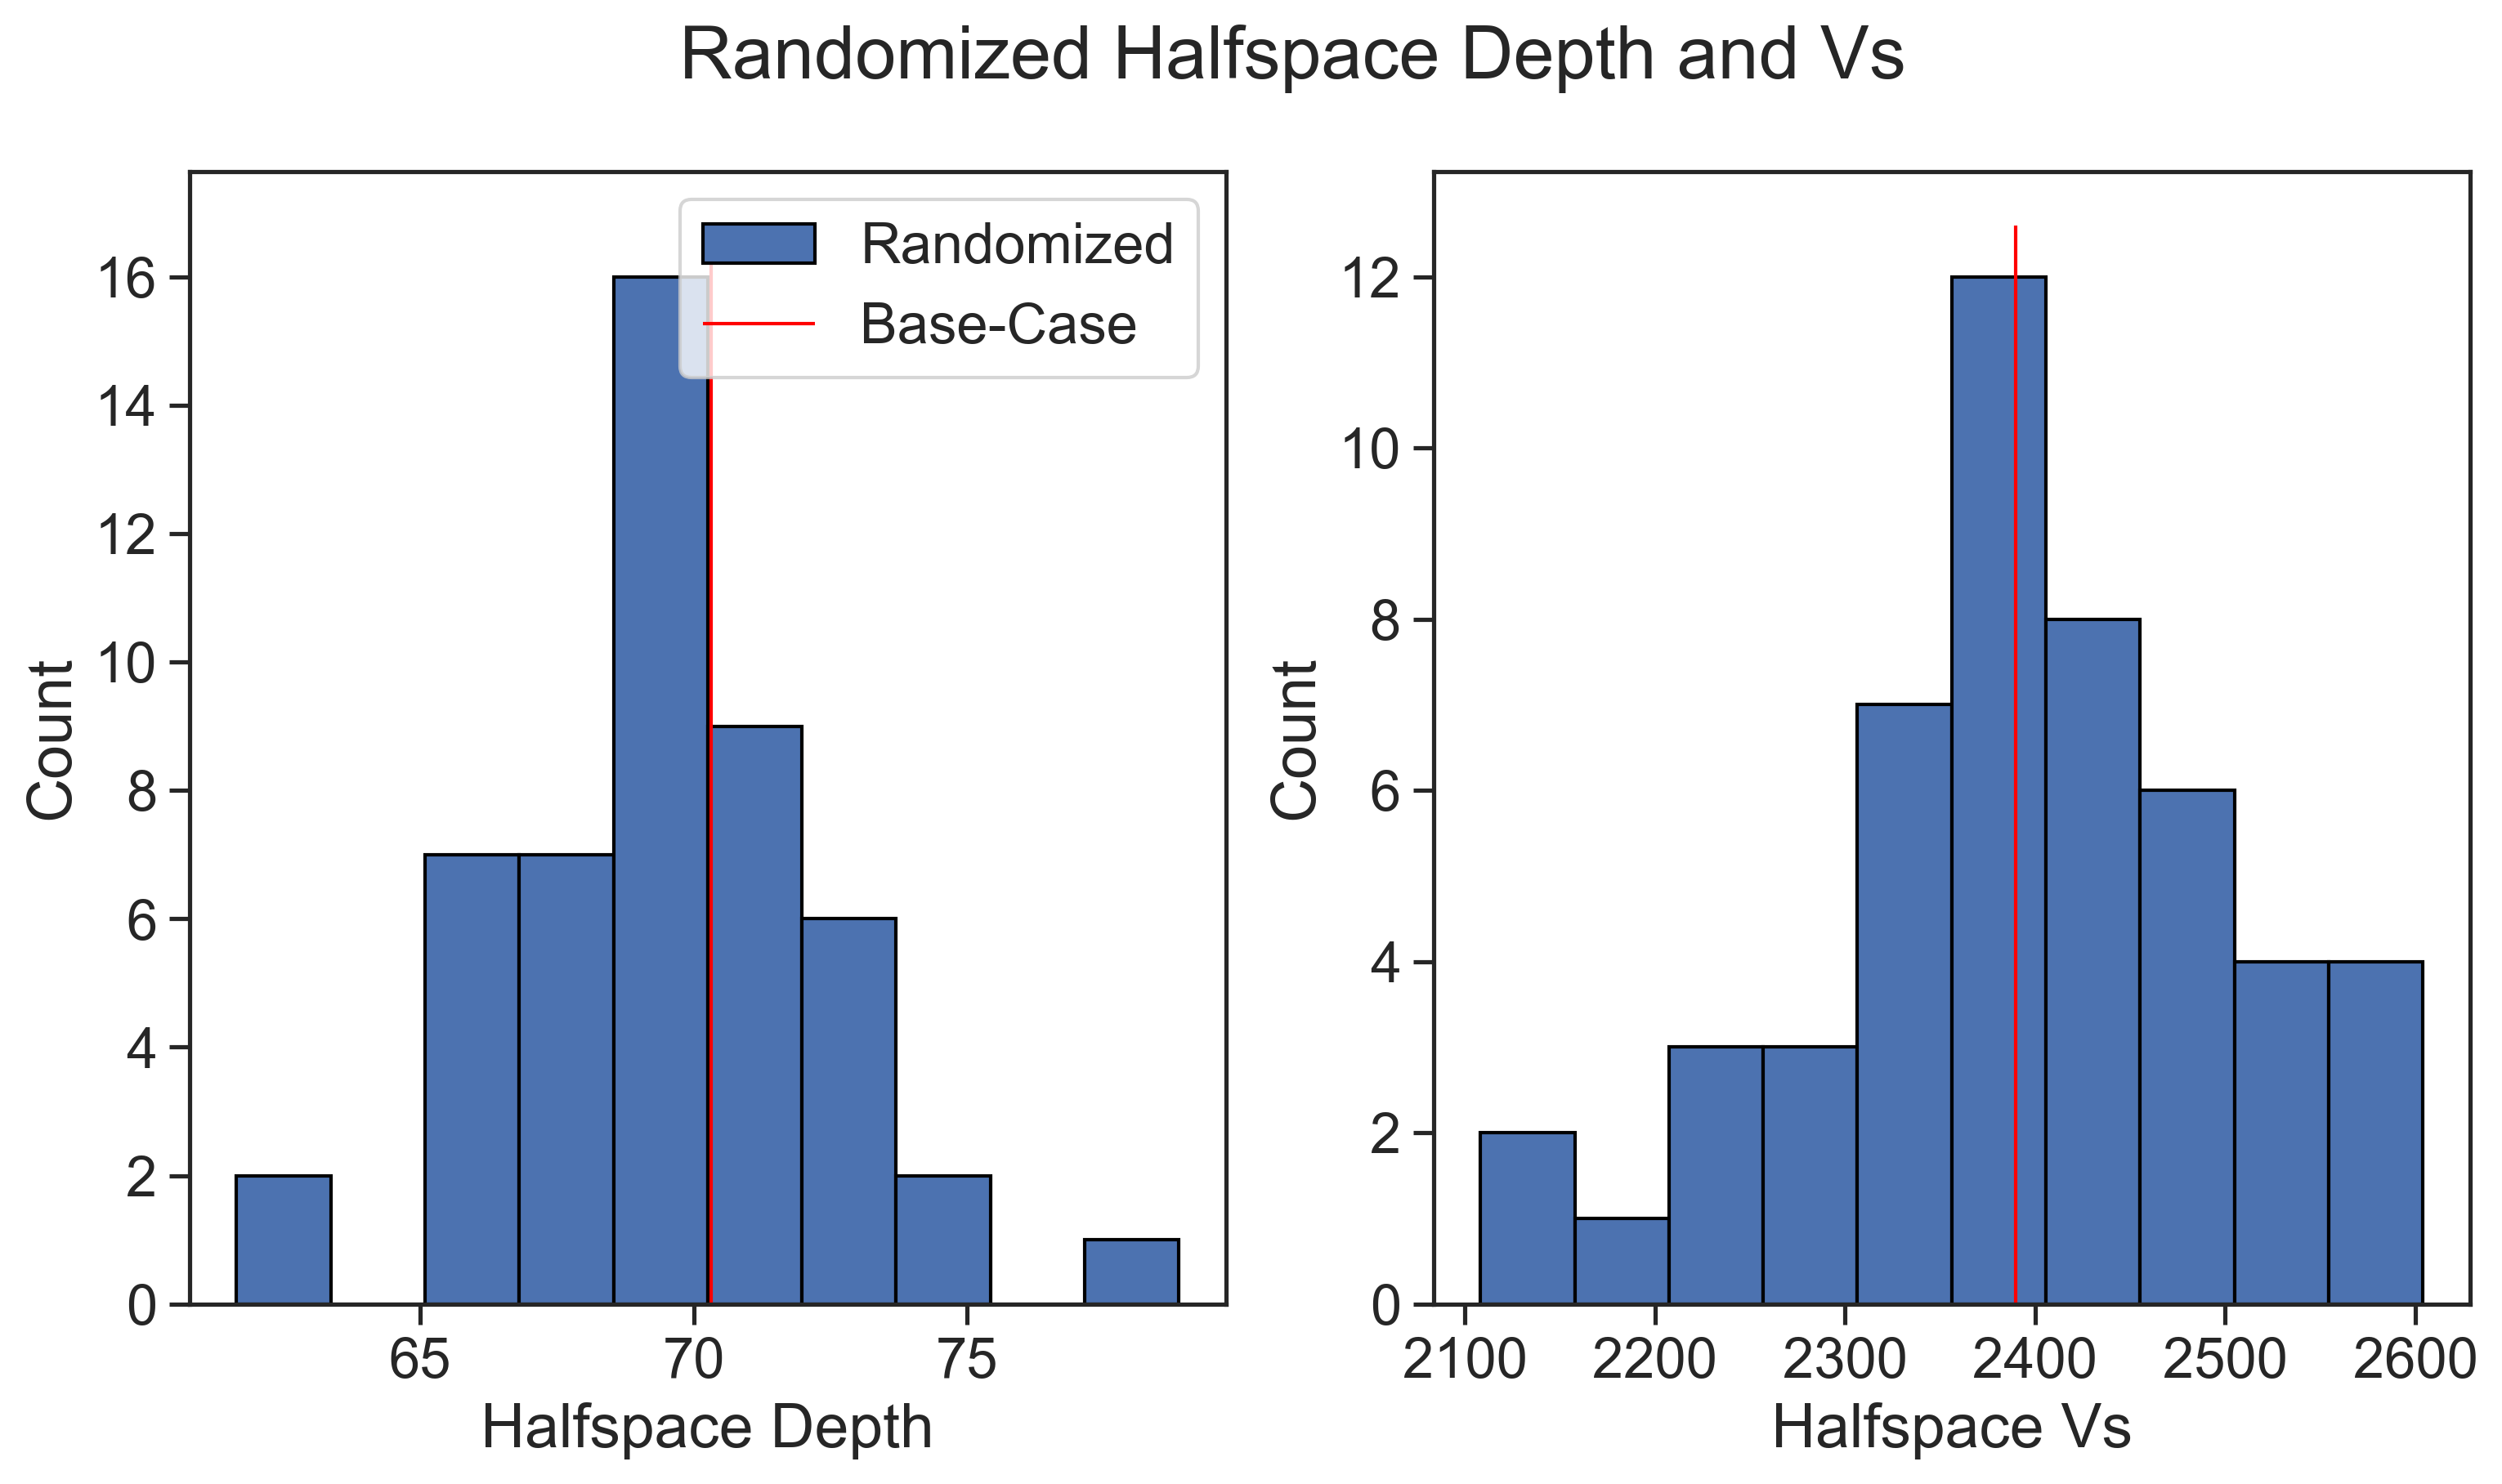 Randomized Halfspace Depth and Vs
Randomized
Base-Case
16
14
12
10
8
6
4
2
0
Count
65 70 75
Halfspace Depth
12
10
8
6
4
2
0
Count
2100 2200 2300 2400 2500 2600
Halfspace Vs